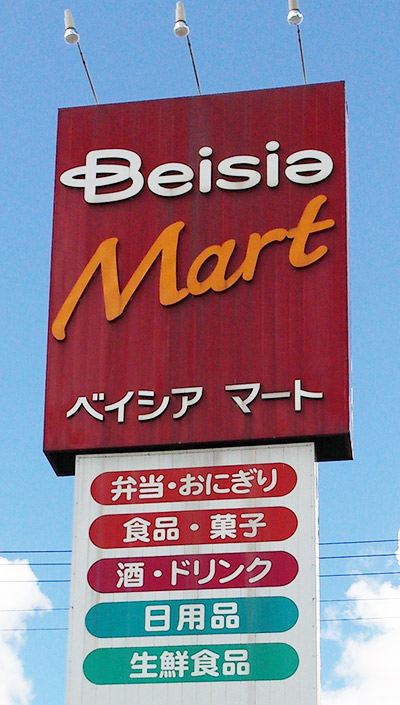 Beisia
Mart
ベイシア マート
弁当・おにぎり
食品・菓子
酒・ドリンク
日用品
生鮮食品